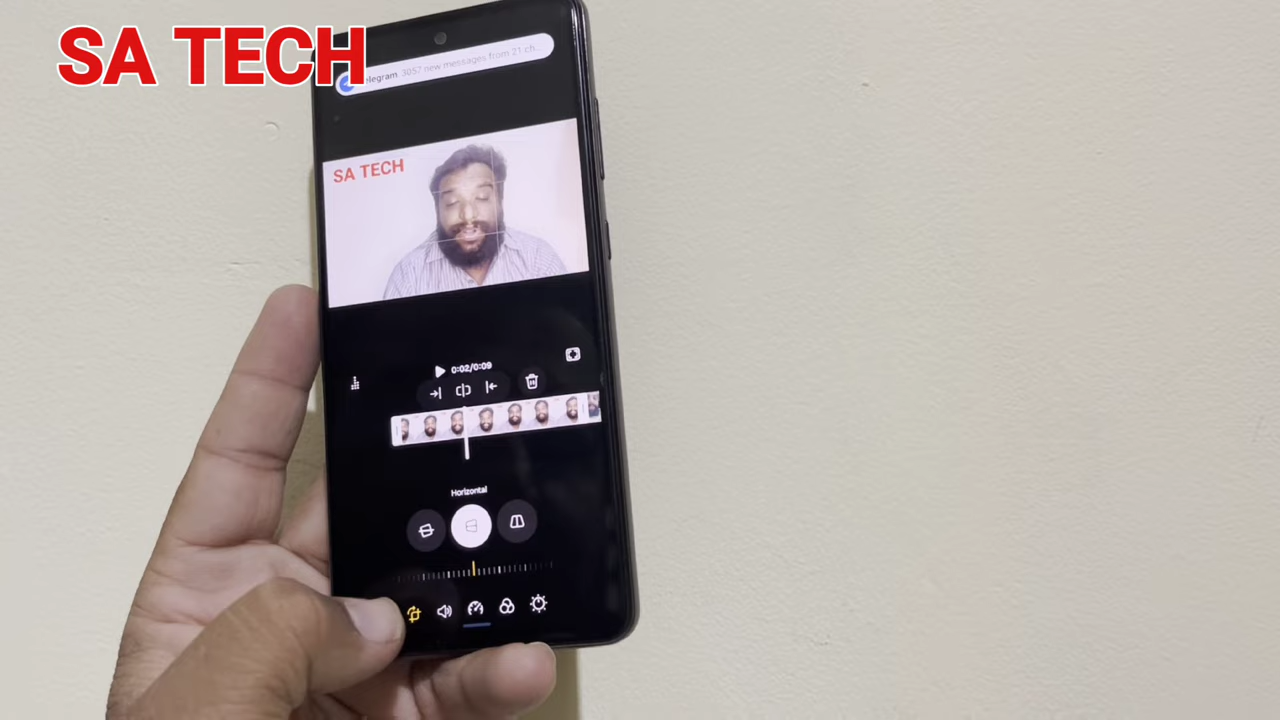 SA TECH
Telegram 3057 new messages from 21 ch...
SA TECH
0:02/0:09
Horizontal